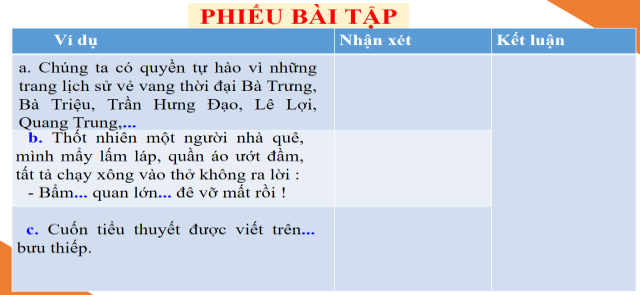 PHIẾU BÀI TẬP
Ví dụ
Nhận xét
Kết luận
a. Chúng ta có quyền tự hào vì những
trang lịch sử vẻ vang thời đại Bà Trưng,
Bà Triệu, Trần Hưng Đạo, Lê Lợi,
Quang Trung,...
b. Thốt nhiên một người nhà quê,
mình mẩy lấm láp, quần áo ướt đầm,
tất tả chạy xông vào thở không ra lời :
- Bẩm... quan lớn... đê vỡ mất rồi !
c. Cuốn tiểu thuyết được viết trên...
bưu thiếp.